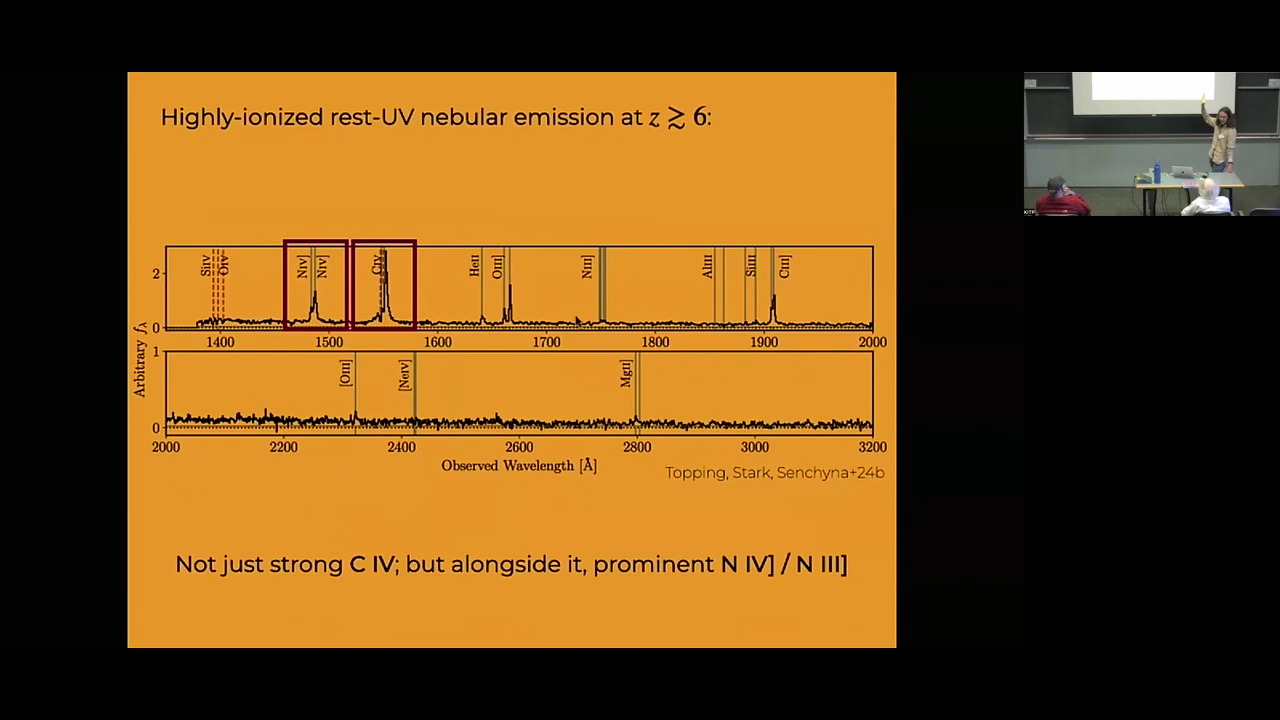 Highly-ionized rest-UV nebular emission at z ≳ 6:
SiIV OIV NIV] NIV] CIV HeII OIII] NIII] AlIII SiIII CIII]
2
0
1400 1500 1600 1700 1800 1900 2000
Arbitrary fλ
1
[OIII] [NeIV] MgII]
0
2000 2200 2400 2600 2800 3000 3200
Observed Wavelength [Å]
Topping, Stark, Senchyna+24b
Not just strong C IV; but alongside it, prominent N IV] / N III]
KITP